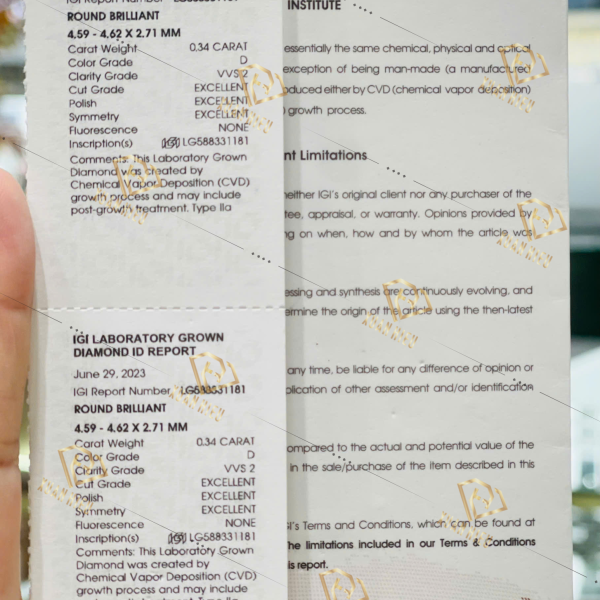 IGI Report Number LG588331181
ROUND BRILLIANT
4.59 - 4.62 X 2.71 MM
Carat Weight 0.34 CARAT
Color Grade D
Clarity Grade VVS 2
Cut Grade EXCELLENT
Polish EXCELLENT
Symmetry EXCELLENT
Fluorescence NONE
Inscription(s) IGI LG588331181
Comments: This Laboratory Grown
Diamond was created by
Chemical Vapor Deposition (CVD)
growth process and may include
post-growth treatment. Type IIa
IGI LABORATORY GROWN
DIAMOND ID REPORT
June 29, 2023
IGI Report Number LG588331181
ROUND BRILLIANT
4.59 - 4.62 X 2.71 MM
Carat Weight 0.34 CARAT
Color Grade D
Clarity Grade VVS 2
Cut Grade EXCELLENT
Polish EXCELLENT
Symmetry EXCELLENT
Fluorescence NONE
Inscription(s) IGI LG588331181
Comments: This Laboratory Grown
Diamond was created by
Chemical Vapor Deposition (CVD)
growth process and may include
INSTITUTE
essentially the same chemical, physical and optical
exception of being man-made (a manufactured
oduced either by CVD (chemical vapor deposition)
) growth process.
nt Limitations
neither IGI's original client nor any purchaser of the
tee, appraisal, or warranty. Opinions provided by
ng on when, how and by whom the article was
essing and synthesis are continuously evolving, and
ermine the origin of the article using the then-latest
any time, be liable for any difference of opinion or
plication of other assessment and/or identification
ompared to the actual and potential value of the
in the sale/purchase of the item described in this
I's Terms and Conditions, which can be found at
he limitations included in our Terms & Conditions
is report.